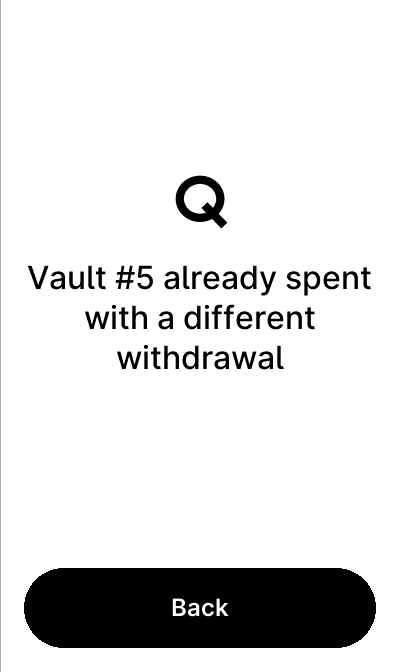 Q
Vault #5 already spent
with a different
withdrawal
Back